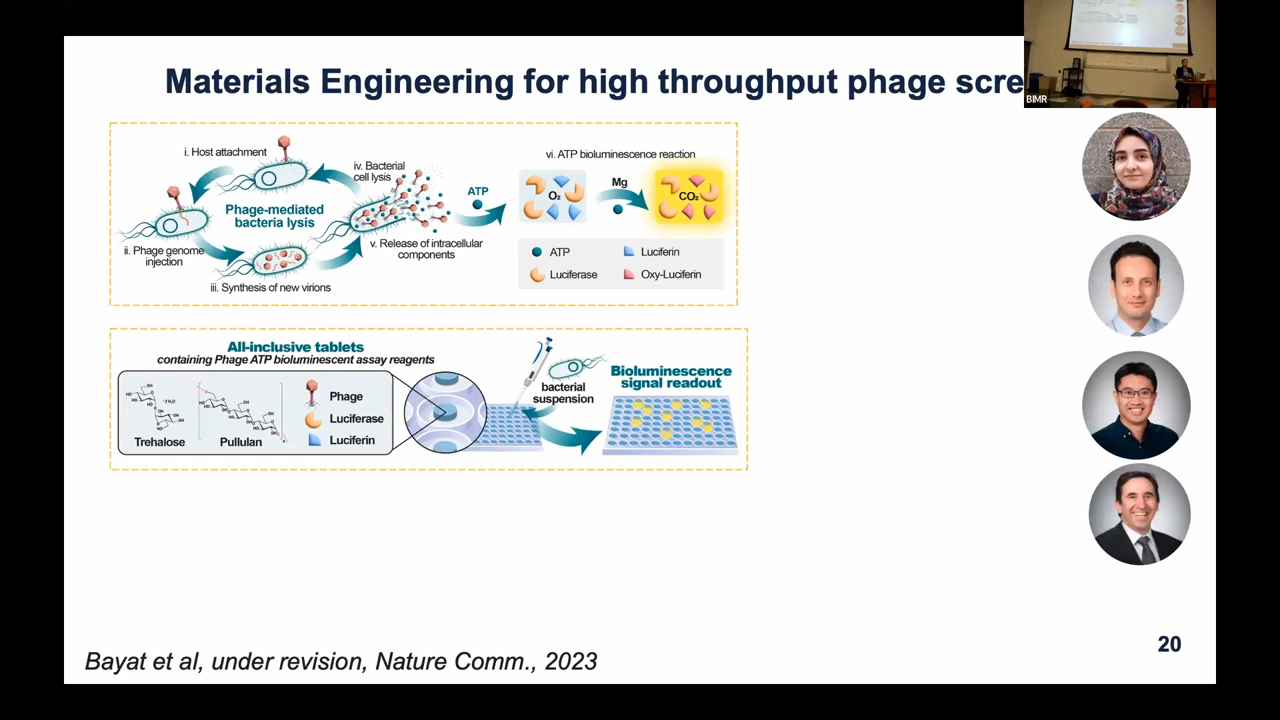 Materials Engineering for high throughput phage scre
BIMR
i. Host attachment
iv. Bacterial
cell lysis
Phage-mediated
bacteria lysis
ii. Phage genome
injection
v. Release of intracellular
components
iii. Synthesis of new virions
ATP
vi. ATP bioluminescence reaction
O₂
Mg
CO₂
ATP
Luciferin
Luciferase
Oxy-Luciferin
All-inclusive tablets
containing Phage ATP bioluminescent assay reagents
Trehalose
Pullulan
Phage
Luciferase
Luciferin
bacterial
suspension
Bioluminescence
signal readout
20
Bayat et al, under revision, Nature Comm., 2023